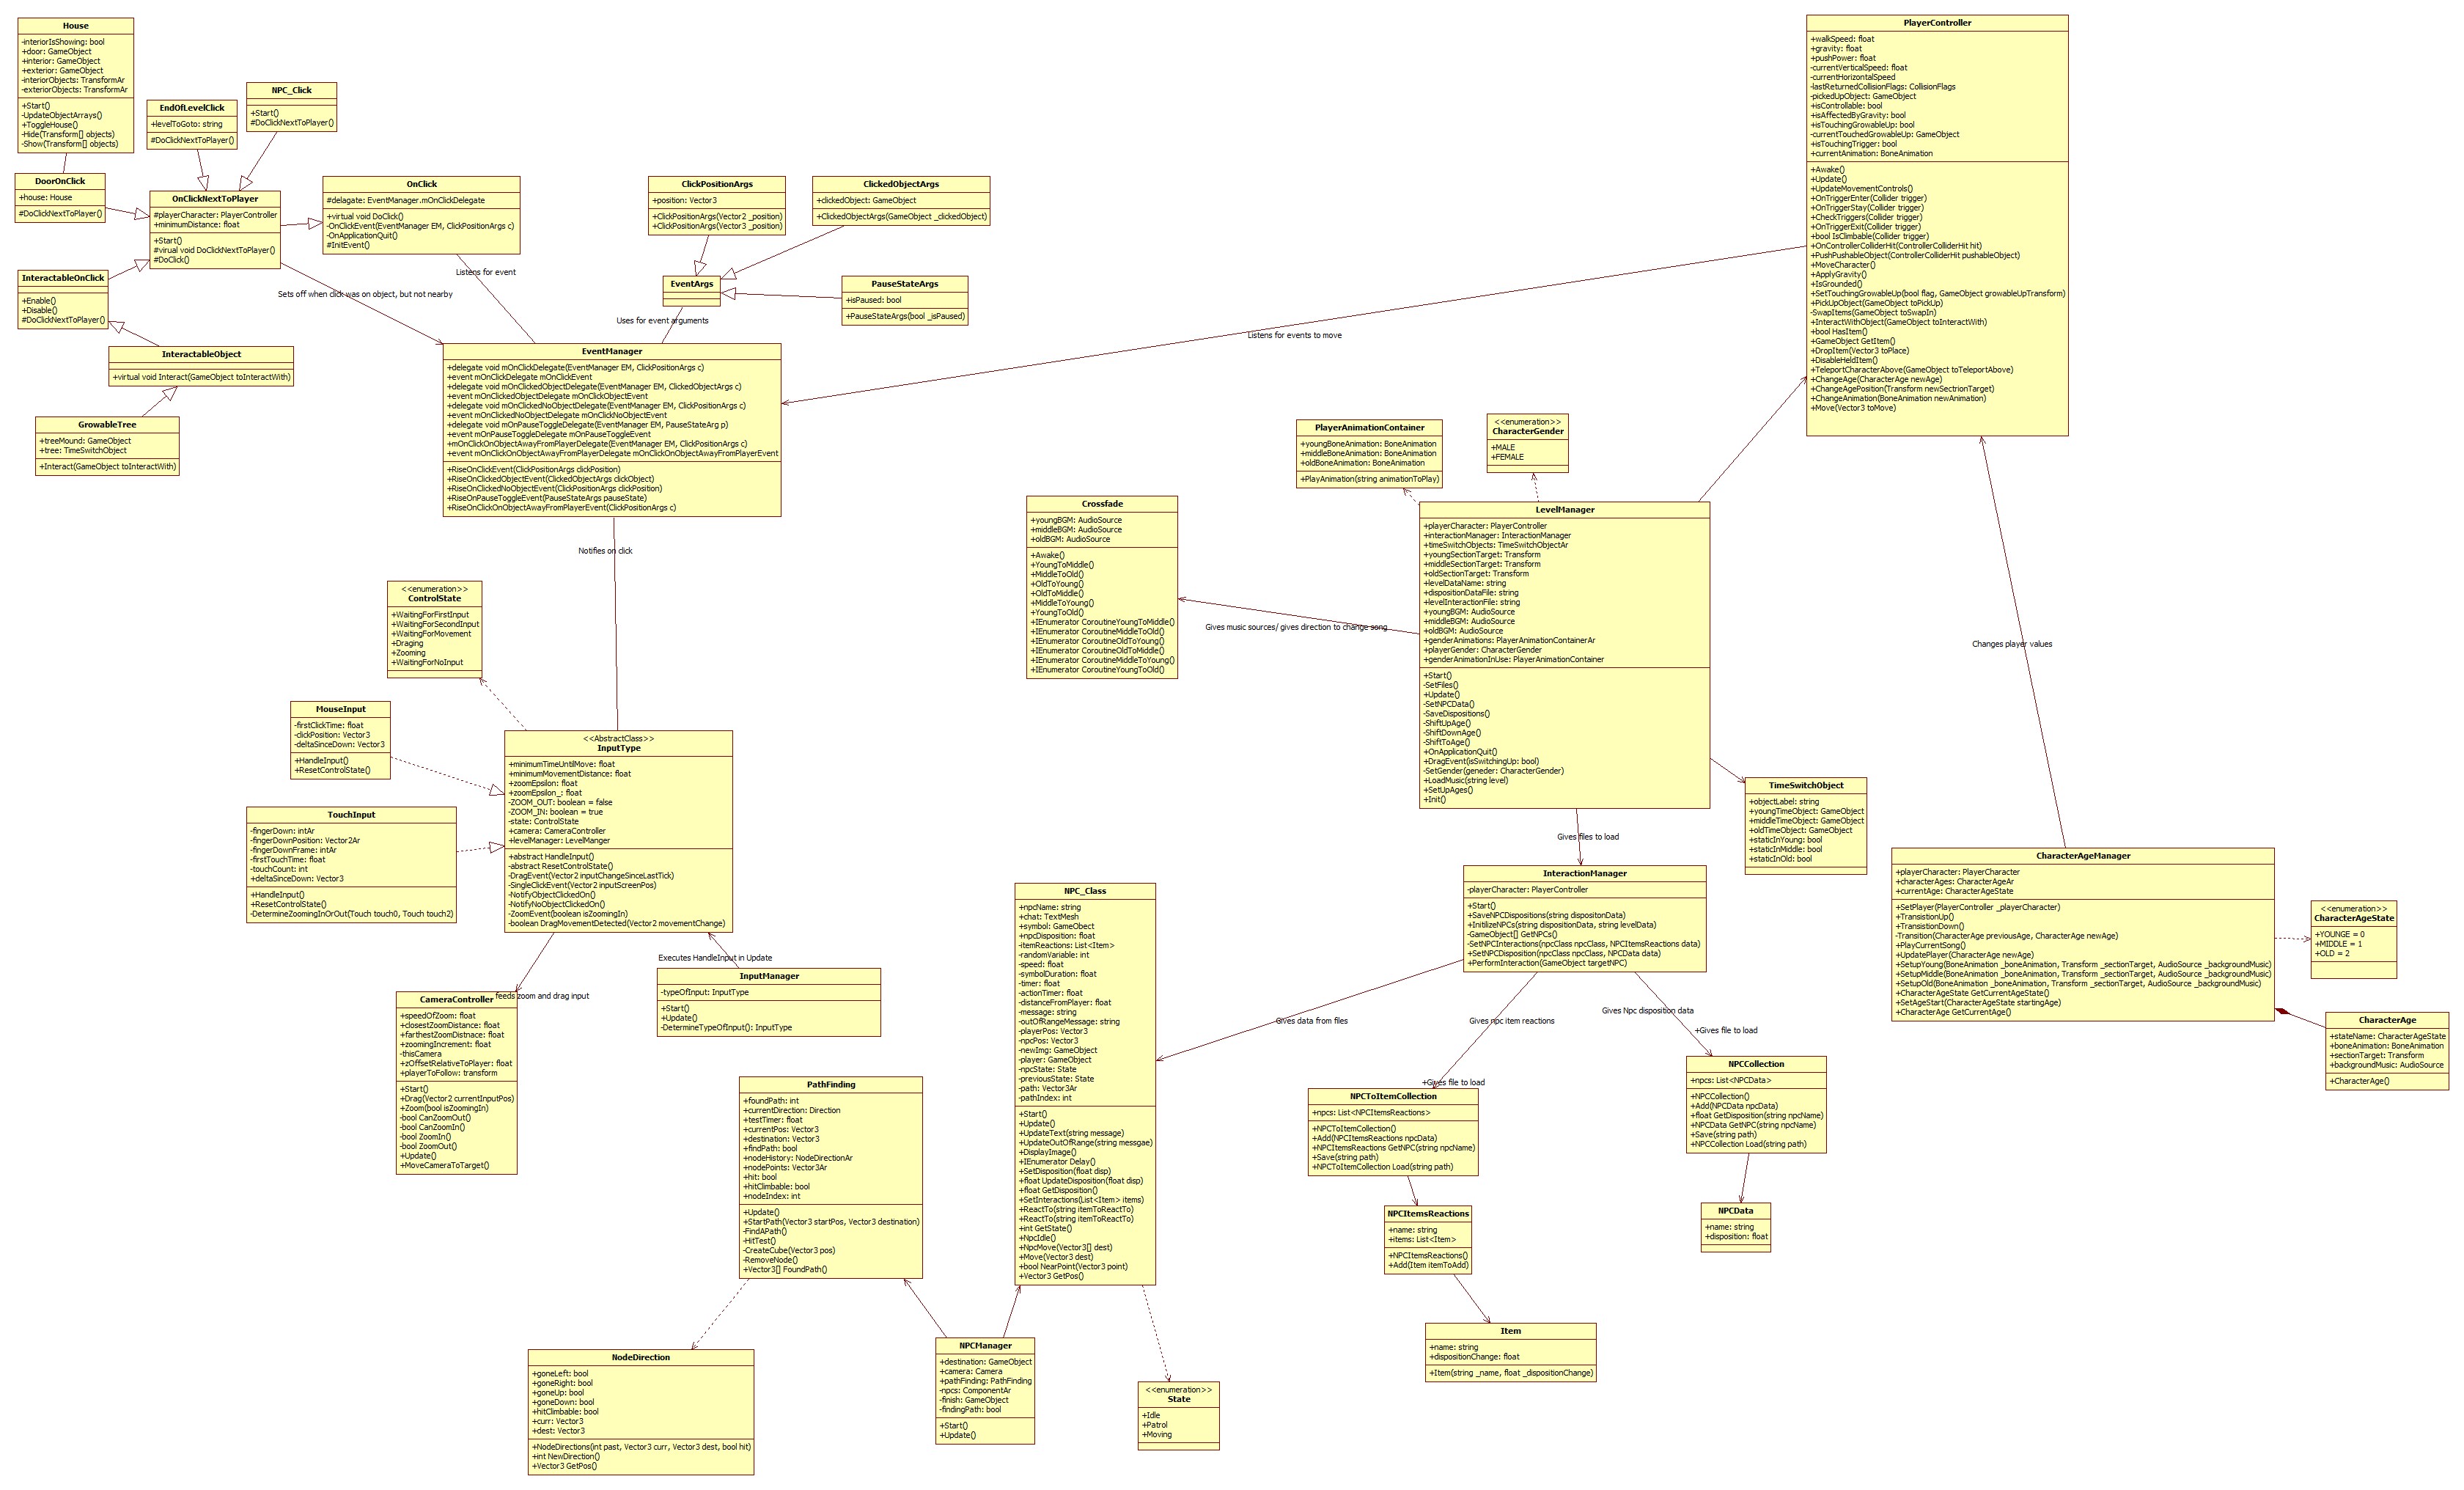 House
-interiorIsShowing: bool
+door: GameObject
+interior: GameObject
+exterior: GameObject
-interiorObjects: TransformAr
-exteriorObjects: TransformAr
+Start()
-UpdateObjectArrays()
+ToggleHouse()
-Hide(Transform[] objects)
-Show(Transform[] objects)
EndOfLevelClick
+levelToGoto: string
#DoClickNextToPlayer()
NPC_Click
+Start()
#DoClickNextToPlayer()
DoorOnClick
+house: House
#DoClickNextToPlayer()
OnClickNextToPlayer
#playerCharacter: PlayerController
+minimumDistance: float
+Start()
#virual void DoClickNextToPlayer()
#DoClick()
OnClick
#delagate: EventManager.mOnClickDelegate
+virtual void DoClick()
-OnClickEvent(EventManager EM, ClickPositionArgs c)
-OnApplicationQuit()
#InitEvent()
InteractableOnClick
+Enable()
+Disable()
#DoClickNextToPlayer()
InteractableObject
+virtual void Interact(GameObject toInteractWith)
GrowableTree
+treeMound: GameObject
+tree: TimeSwitchObject
+Interact(GameObject toInteractWith)
ClickPositionArgs
+position: Vector3
+ClickPositionArgs(Vector2 _position)
+ClickPositionArgs(Vector3 _position)
ClickedObjectArgs
+clickedObject: GameObject
+ClickedObjectArgs(GameObject _clickedObject)
EventArgs
PauseStateArgs
+isPaused: bool
+PauseStateArgs(bool _isPaused)
Listens for event
Sets off when click was on object, but not nearby
Uses for event arguments
Listens for events to move
EventManager
+delegate void mOnClickDelegate(EventManager EM, ClickPositionArgs c)
+event mOnClickDelegate mOnClickEvent
+delegate void mOnClickedObjectDelegate(EventManager EM, ClickedObjectArgs c)
+event mOnClickedObjectDelegate mOnClickObjectEvent
+delegate void mOnClickedNoObjectDelegate(EventManager EM, ClickPositionArgs c)
+event mOnClickedNoObjectDelegate mOnClickNoObjectEvent
+delegate void mOnPauseToggleDelegate(EventManager EM, PauseStateArg p)
+event mOnPauseToggleDelegate mOnPauseToggleEvent
+mOnClickOnObjectAwayFromPlayerDelegate(EventManager EM, ClickPositionArgs c)
+event mOnClickOnObjectAwayFromPlayerDelegate mOnClickOnObjectAwayFromPlayerEvent
+RiseOnClickEvent(ClickPositionArgs clickPosition)
+RiseOnClickedObjectEvent(ClickedObjectArgs clickObject)
+RiseOnClickedNoObjectEvent(ClickPositionArgs clickPosition)
+RiseOnPauseToggleEvent(PauseStateArgs pauseState)
+RiseOnClickOnObjectAwayFromPlayerEvent(ClickPositionArgs c)
Notifies on click
PlayerController
+walkSpeed: float
+gravity: float
+pushPower: float
-currentVerticalSpeed: float
-currentHorizontalSpeed
-lastReturnedCollisionFlags: CollisionFlags
-pickedUpObject: GameObject
+isControllable: bool
+isAffectedByGravity: bool
+isTouchingGrowableUp: bool
-currentTouchedGrowableUp: GameObject
+isTouchingTrigger: bool
+currentAnimation: BoneAnimation
+Awake()
+Update()
+UpdateMovementControls()
+OnTriggerEnter(Collider trigger)
+OnTriggerStay(Collider trigger)
+CheckTriggers(Collider trigger)
+OnTriggerExit(Collider trigger)
+bool IsClimbable(Collider trigger)
+OnControllerColliderHit(ControllerColliderHit hit)
+PushPushableObject(ControllerColliderHit pushableObject)
+MoveCharacter()
+ApplyGravity()
+IsGrounded()
+SetTouchingGrowableUp(bool flag, GameObject growableUpTransform)
+PickUpObject(GameObject toPickUp)
-SwapItems(GameObject toSwapIn)
+InteractWithObject(GameObject toInteractWith)
+bool HasItem()
+GameObject GetItem()
+DropItem(Vector3 toPlace)
+DisableHeldItem()
+TeleportCharacterAbove(GameObject toTeleportAbove)
+ChangeAge(CharacterAge newAge)
+ChangeAgePosition(Transform newSectrionTarget)
+ChangeAnimation(BoneAnimation newAnimation)
+Move(Vector3 toMove)
PlayerAnimationContainer
+youngBoneAnimation: BoneAnimation
+middleBoneAnimation: BoneAnimation
+oldBoneAnimation: BoneAnimation
+PlayAnimation(string animationToPlay)
<<enumeration>>
CharacterGender
+MALE
+FEMALE
Crossfade
+youngBGM: AudioSource
+middleBGM: AudioSource
+oldBGM: AudioSource
+Awake()
+YoungToMiddle()
+MiddleToOld()
+OldToYoung()
+OldToMiddle()
+MiddleToYoung()
+YoungToOld()
+IEnumerator CoroutineYoungToMiddle()
+IEnumerator CoroutineMiddleToOld()
+IEnumerator CoroutineOldToYoung()
+IEnumerator CoroutineOldToMiddle()
+IEnumerator CoroutineMiddleToYoung()
+IEnumerator CoroutineYoungToOld()
Gives music sources/ gives direction to change song
LevelManager
+playerCharacter: PlayerController
+interactionManager: InteractionManager
+timeSwitchObjects: TimeSwitchObjectAr
+youngSectionTarget: Transform
+middleSectionTarget: Transform
+oldSectionTarget: Transform
+levelDataName: string
+dispositionDataFile: string
+levelInteractionFile: string
+youngBGM: AudioSource
+middleBGM: AudioSource
+oldBGM: AudioSource
+genderAnimations: PlayerAnimationContainerAr
+playerGender: CharacterGender
+genderAnimationInUse: PlayerAnimationContainer
+Start()
-SetFiles()
+Update()
-SetNPCData()
-SaveDispositions()
-ShiftUpAge()
-ShiftDownAge()
-ShiftToAge()
+OnApplicationQuit()
+DragEvent(isSwitchingUp: bool)
-SetGender(geneder: CharacterGender)
+LoadMusic(string level)
+SetUpAges()
+Init()
Changes player values
<<enumeration>>
ControlState
+WaitingForFirstInput
+WaitingForSecondInput
+WaitingForMovement
+Draging
+Zooming
+WaitingForNoInput
MouseInput
-firstClickTime: float
-clickPosition: Vector3
-deltaSinceDown: Vector3
+HandleInput()
+ResetControlState()
TouchInput
-fingerDown: intAr
-fingerDownPosition: Vector2Ar
-fingerDownFrame: intAr
-firstTouchTime: float
-touchCount: int
+deltaSinceDown: Vector3
+HandleInput()
+ResetControlState()
-DetermineZoomingInOrOut(Touch touch0, Touch touch2)
<<AbstractClass>>
InputType
+minimumTimeUntilMove: float
+minimumMovementDistance: float
+zoomEpsilon: float
+zoomEpsilon_: float
-ZOOM_OUT: boolean = false
-ZOOM_IN: boolean = true
-state: ControlState
+camera: CameraController
+levelManager: LevelManger
+abstract HandleInput()
-abstract ResetControlState()
-DragEvent(Vector2 inputChangeSinceLastTick)
-SingleClickEvent(Vector2 inputScreenPos)
-NotifyObjectClickedOn()
-NotifyNoObjectClickedOn()
-ZoomEvent(boolean isZoomingIn)
-boolean DragMovementDetected(Vector2 movementChange)
Executes HandleInput in Update
feeds zoom and drag input
InputManager
-typeOfInput: InputType
+Start()
+Update()
-DetermineTypeOfInput(): InputType
CameraController
+speedOfZoom: float
+closestZoomDistance: float
+farthestZoomDistnace: float
+zoomingIncrement: float
-thisCamera
+zOffsetRelativeToPlayer: float
+playerToFollow: transform
+Start()
+Drag(Vector2 currentInputPos)
+Zoom(bool isZoomingIn)
-bool CanZoomOut()
-bool CanZoomIn()
-bool ZoomIn()
-bool ZoomOut()
+Update()
+MoveCameraToTarget()
TimeSwitchObject
+objectLabel: string
+youngTimeObject: GameObject
+middleTimeObject: GameObject
+oldTimeObject: GameObject
+staticInYoung: bool
+staticInMiddle: bool
+staticInOld: bool
Gives files to load
InteractionManager
-playerCharacter: PlayerController
+Start()
+SaveNPCDispositions(string dispositonData)
+InitilizeNPCs(string dispositionData, string levelData)
-GameObject[] GetNPCs()
-SetNPCInteractions(npcClass npcClass, NPCItemsReactions data)
-SetNPCDisposition(npcClass npcClass, NPCData data)
+PerformInteraction(GameObject targetNPC)
CharacterAgeManager
+playerCharacter: PlayerCharacter
+characterAges: CharacterAgeAr
+currentAge: CharacterAgeState
+SetPlayer(PlayerController _playerCharacter)
+TransistionUp()
+TransistionDown()
-Transition(CharacterAge previousAge, CharacterAge newAge)
+PlayCurrentSong()
+UpdatePlayer(CharacterAge newAge)
+SetupYoung(BoneAnimation _boneAnimation, Transform _sectionTarget, AudioSource _backgroundMusic)
+SetupMiddle(BoneAnimation _boneAnimation, Transform _sectionTarget, AudioSource _backgroundMusic)
+SetupOld(BoneAnimation _boneAnimation, Transform _sectionTarget, AudioSource _backgroundMusic)
+CharacterAgeState GetCurrentAgeState()
+SetAgeStart(CharacterAgeState startingAge)
+CharacterAge GetCurrentAge()
<<enumeration>>
CharacterAgeState
+YOUNGE = 0
+MIDDLE = 1
+OLD = 2
CharacterAge
+stateName: CharacterAgeState
+boneAnimation: BoneAnimation
+sectionTarget: Transform
+backgroundMusic: AudioSource
+CharacterAge()
NPC_Class
+npcName: string
+chat: TextMesh
+symbol: GameObect
+npcDisposition: float
-itemReactions: List<Item>
-randomVariable: int
-speed: float
-symbolDuration: float
-timer: float
-actionTimer: float
-distanceFromPlayer: float
-message: string
-outOfRangeMessage: string
-playerPos: Vector3
-npcPos: Vector3
-newImg: GameObject
-player: GameObject
-npcState: State
-previousState: State
-path: Vector3Ar
-pathIndex: int
+Start()
+Update()
+UpdateText(string message)
+UpdateOutOfRange(string messgae)
+DisplayImage()
+IEnumerator Delay()
+SetDisposition(float disp)
+float UpdateDisposition(float disp)
+float GetDisposition()
+SetInteractions(List<Item> items)
+ReactTo(string itemToReactTo)
+ReactTo(string itemToReactTo)
+int GetState()
+NpcIdle()
+NpcMove(Vector3[] dest)
+Move(Vector3 dest)
+bool NearPoint(Vector3 point)
+Vector3 GetPos()
Gives data from files
Gives npc item reactions
Gives Npc disposition data
+Gives file to load
+Gives file to load
NPCToItemCollection
+npcs: List<NPCItemsReactions>
+NPCToItemCollection()
+Add(NPCItemsReactions npcData)
+NPCItemsReactions GetNPC(string npcName)
+Save(string path)
+NPCToItemCollection Load(string path)
NPCCollection
+npcs: List<NPCData>
+NPCCollection()
+Add(NPCData npcData)
+float GetDisposition(string npcName)
+NPCData GetNPC(string npcName)
+Save(string path)
+NPCCollection Load(string path)
NPCItemsReactions
+name: string
+items: List<Item>
+NPCItemsReactions()
+Add(Item itemToAdd)
NPCData
+name: string
+disposition: float
Item
+name: string
+dispositionChange: float
+Item(string _name, float _dispositionChange)
PathFinding
+foundPath: int
+currentDirection: Direction
+testTimer: float
+currentPos: Vector3
+destination: Vector3
+findPath: bool
+nodeHistory: NodeDirectionAr
+nodePoints: Vector3Ar
+hit: bool
+hitClimbable: bool
+nodeIndex: int
+Update()
+StartPath(Vector3 startPos, Vector3 destination)
-FindAPath()
-HitTest()
-CreateCube(Vector3 pos)
-RemoveNode()
+Vector3[] FoundPath()
NodeDirection
+goneLeft: bool
+goneRight: bool
+goneUp: bool
+goneDown: bool
+hitClimbable: bool
+curr: Vector3
+dest: Vector3
+NodeDirections(int past, Vector3 curr, Vector3 dest, bool hit)
+int NewDirection()
+Vector3 GetPos()
NPCManager
+destination: GameObject
+camera: Camera
+pathFinding: PathFinding
-npcs: ComponentAr
-finish: GameObject
-findingPath: bool
+Start()
+Update()
<<enumeration>>
State
+Idle
+Patrol
+Moving